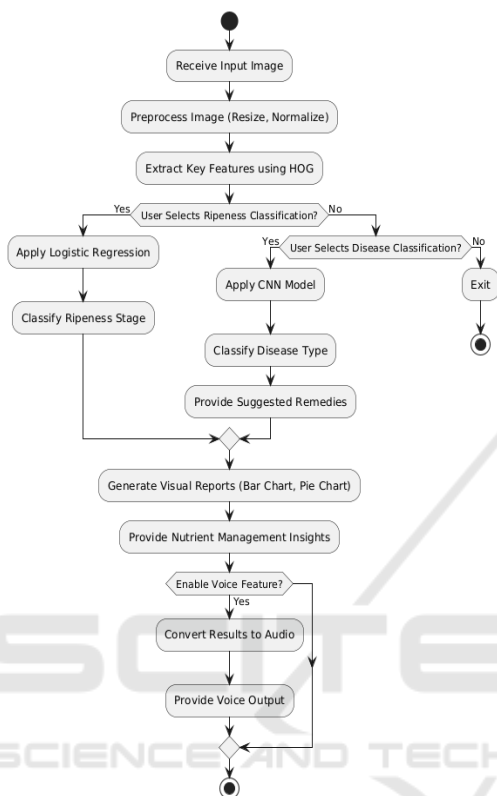 Receive Input Image
Preprocess Image (Resize, Normalize)
Extract Key Features using HOG
Yes
User Selects Ripeness Classification?
No
Apply Logistic Regression
Classify Ripeness Stage
Yes
User Selects Disease Classification?
No
Apply CNN Model
Classify Disease Type
Provide Suggested Remedies
Exit
Generate Visual Reports (Bar Chart, Pie Chart)
Provide Nutrient Management Insights
Enable Voice Feature?
Yes
Convert Results to Audio
Provide Voice Output
SCITE
SCIENCE AND TECH